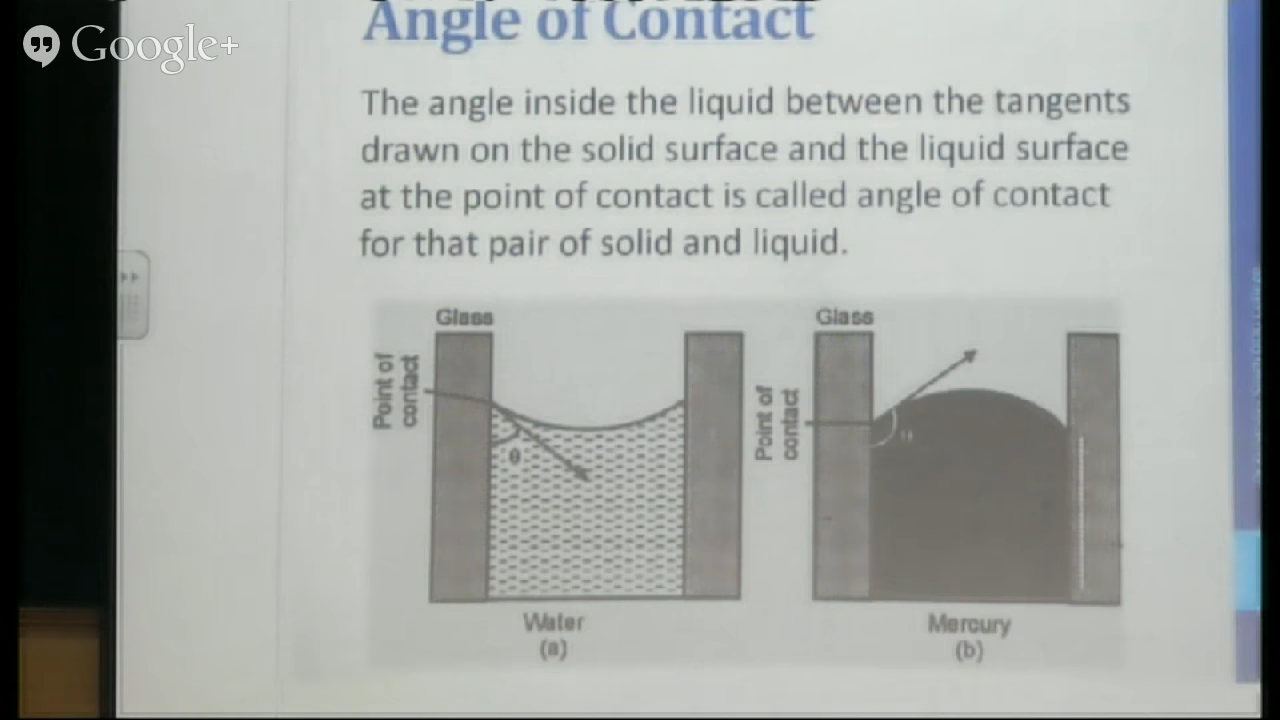 Google+
Angle of Contact
The angle inside the liquid between the tangents
drawn on the solid surface and the liquid surface
at the point of contact is called angle of contact
for that pair of solid and liquid.
Glass
Point of
contact
θ
Water
(a)
Glass
Point of
contact
Mercury
(b)